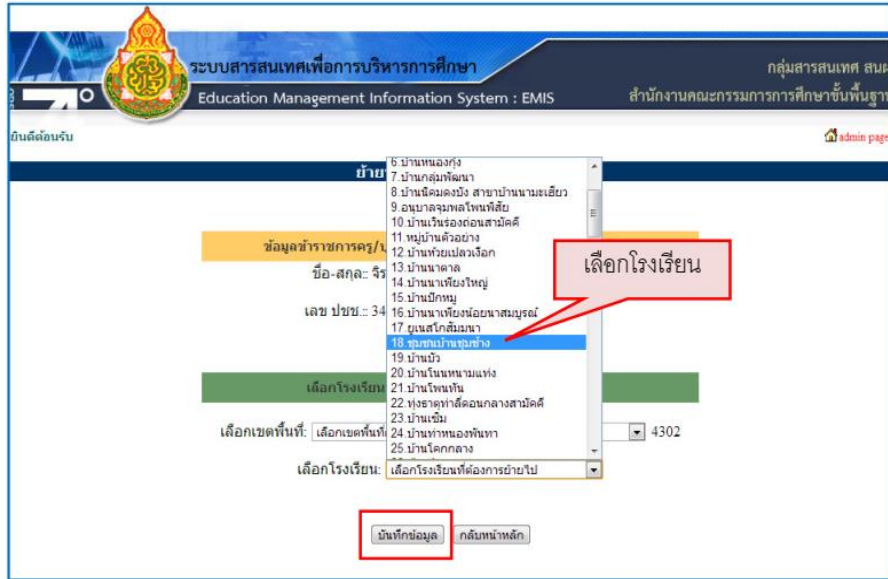 ระบบสารสนเทศเพื่อการบริหารการศึกษา
กลุ่มสารสนเทศ สนผ
Education Management Information System : EMIS
สำนักงานคณะกรรมการการศึกษาขั้นพื้นฐาน
ยินดีต้อนรับ
admin page
ย้าย
ข้อมูลข้าราชการครู/บุ
ชื่อ-สกุล:: จิร
เลข ปชช.:: 34
6.บ้านหนองกุ้ง
7.บ้านกลุ่มพัฒนา
8.บ้านนิคมดงบัง สาขาบ้านนามะเฮียว
9.อนุบาลจุมพลโพนพิสัย
10.บ้านเวินร่องถ่อนสามัคคี
11.หมู่บ้านตัวอย่าง
12.บ้านห้วยเปลวเงือก
13.บ้านนาตาล
14.บ้านนาเพียงใหญ่
15.บ้านปักหมู
16.บ้านนาเพียงน้อยนาสมบูรณ์
17.ยูเนสโกสัมมนา
18.ชุมชนบ้านชุมช้าง
19.บ้านบัว
20.บ้านโนนหนามแท่ง
21.บ้านโพนทัน
22.ทุ่งธาตุท่าลี่ดอนกลางสามัคคี
23.บ้านเซิม
24.บ้านท่าหนองพันทา
25.บ้านโคกกลาง
เลือกโรงเรียน
เลือกโรงเรียน
เลือกเขตพื้นที่: เลือกเขตพื้นที่ 4302
เลือกโรงเรียน: เลือกโรงเรียนที่ต้องการย้ายไป
บันทึกข้อมูล กลับหน้าหลัก